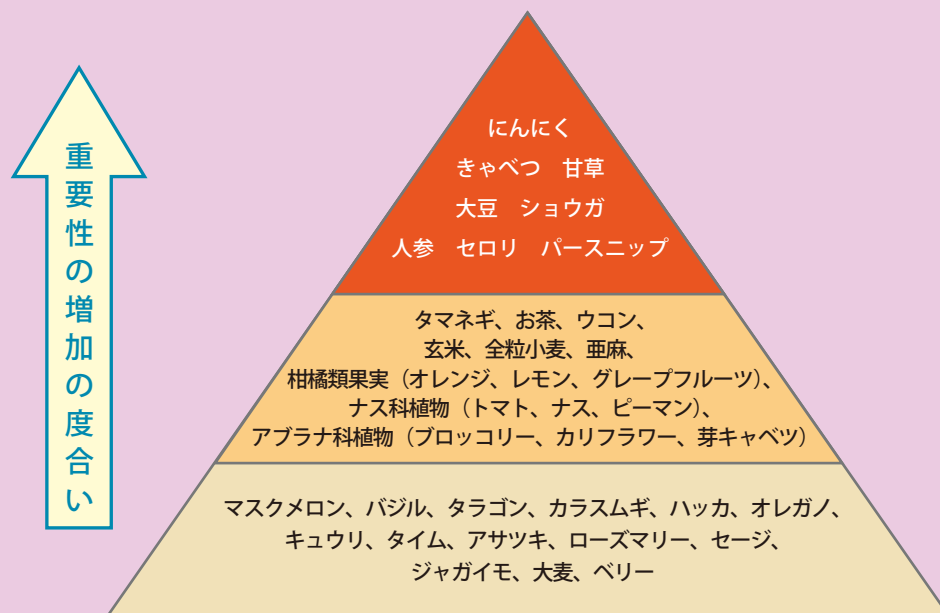 重要性の増加の度合い
にんにく
きゃべつ　甘草
大豆　ショウガ
人参　セロリ　パースニップ
タマネギ、お茶、ウコン、
玄米、全粒小麦、亜麻、
柑橘類果実（オレンジ、レモン、グレープフルーツ）、
ナス科植物（トマト、ナス、ピーマン）、
アブラナ科植物（ブロッコリー、カリフラワー、芽キャベツ）
マスクメロン、バジル、タラゴン、カラスムギ、ハッカ、オレガノ、
キュウリ、タイム、アサツキ、ローズマリー、セージ、
ジャガイモ、大麦、ベリー